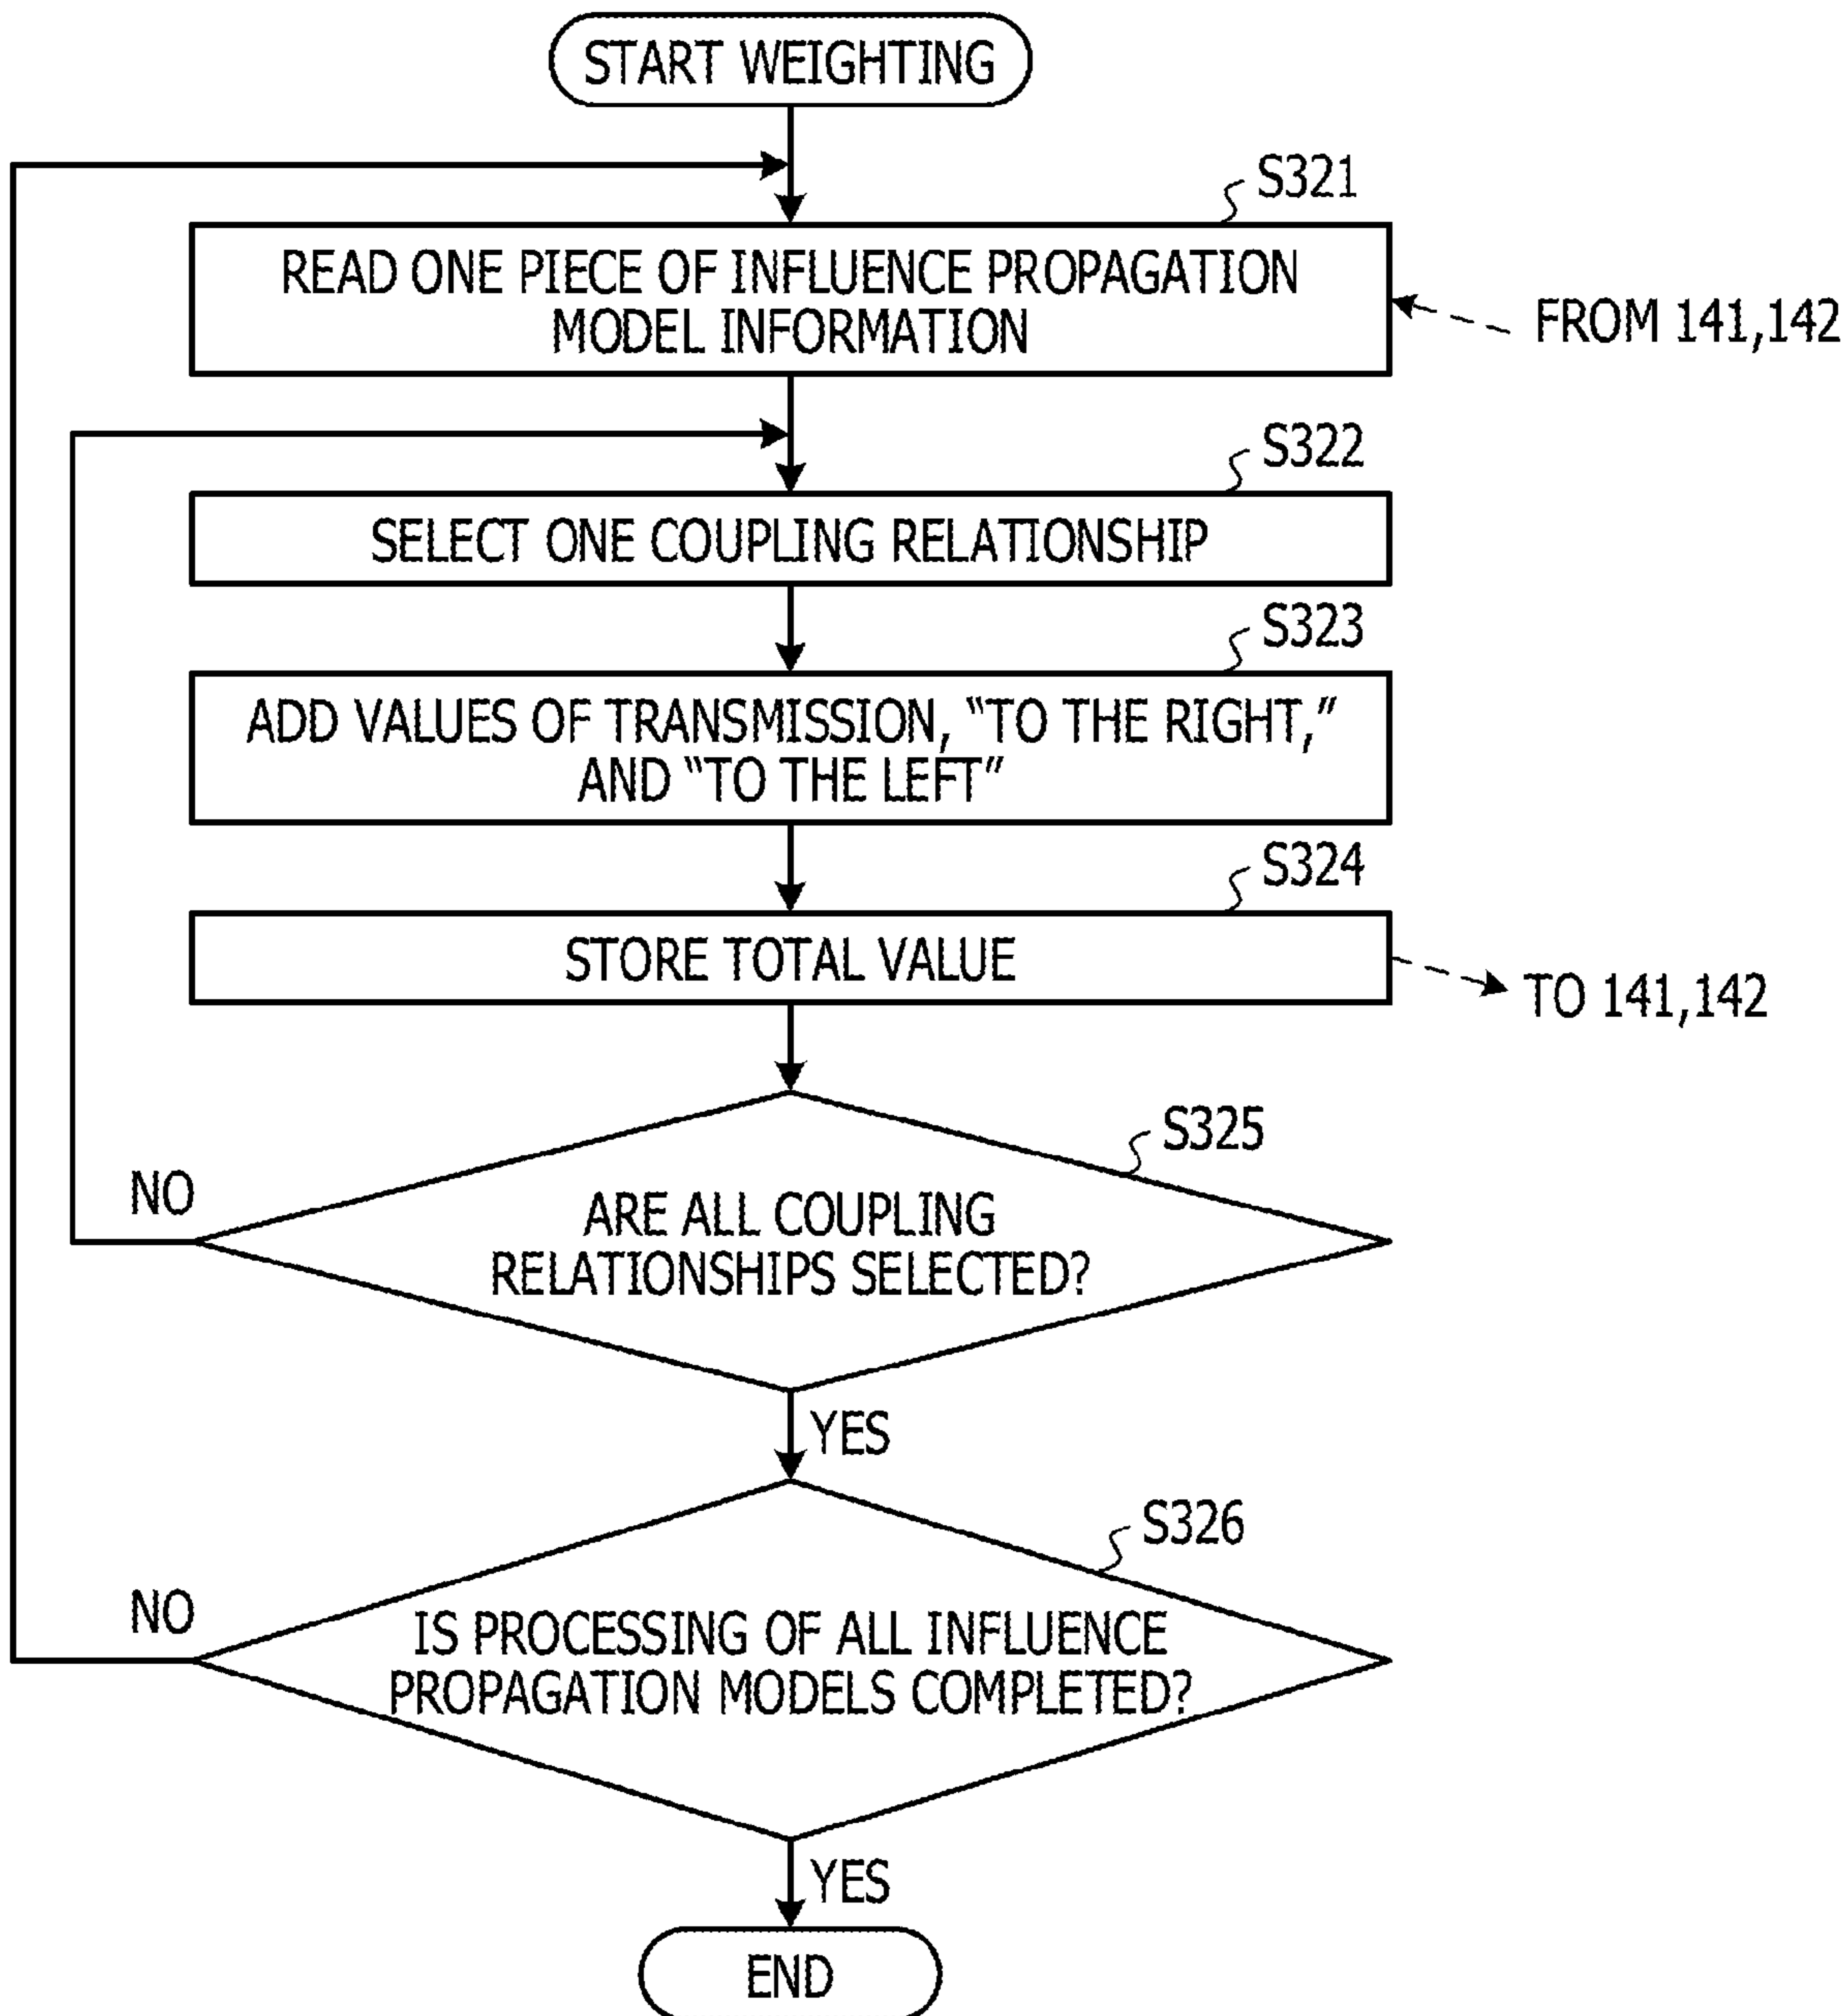 START WEIGHTING
S321
READ ONE PIECE OF INFLUENCE PROPAGATION
MODEL INFORMATION
FROM 141,142
S322
SELECT ONE COUPLING RELATIONSHIP
S323
ADD VALUES OF TRANSMISSION, “TO THE RIGHT,”
AND “TO THE LEFT”
S324
STORE TOTAL VALUE
TO 141,142
S325
NO
ARE ALL COUPLING
RELATIONSHIPS SELECTED?
YES
S326
NO
IS PROCESSING OF ALL INFLUENCE
PROPAGATION MODELS COMPLETED?
YES
END